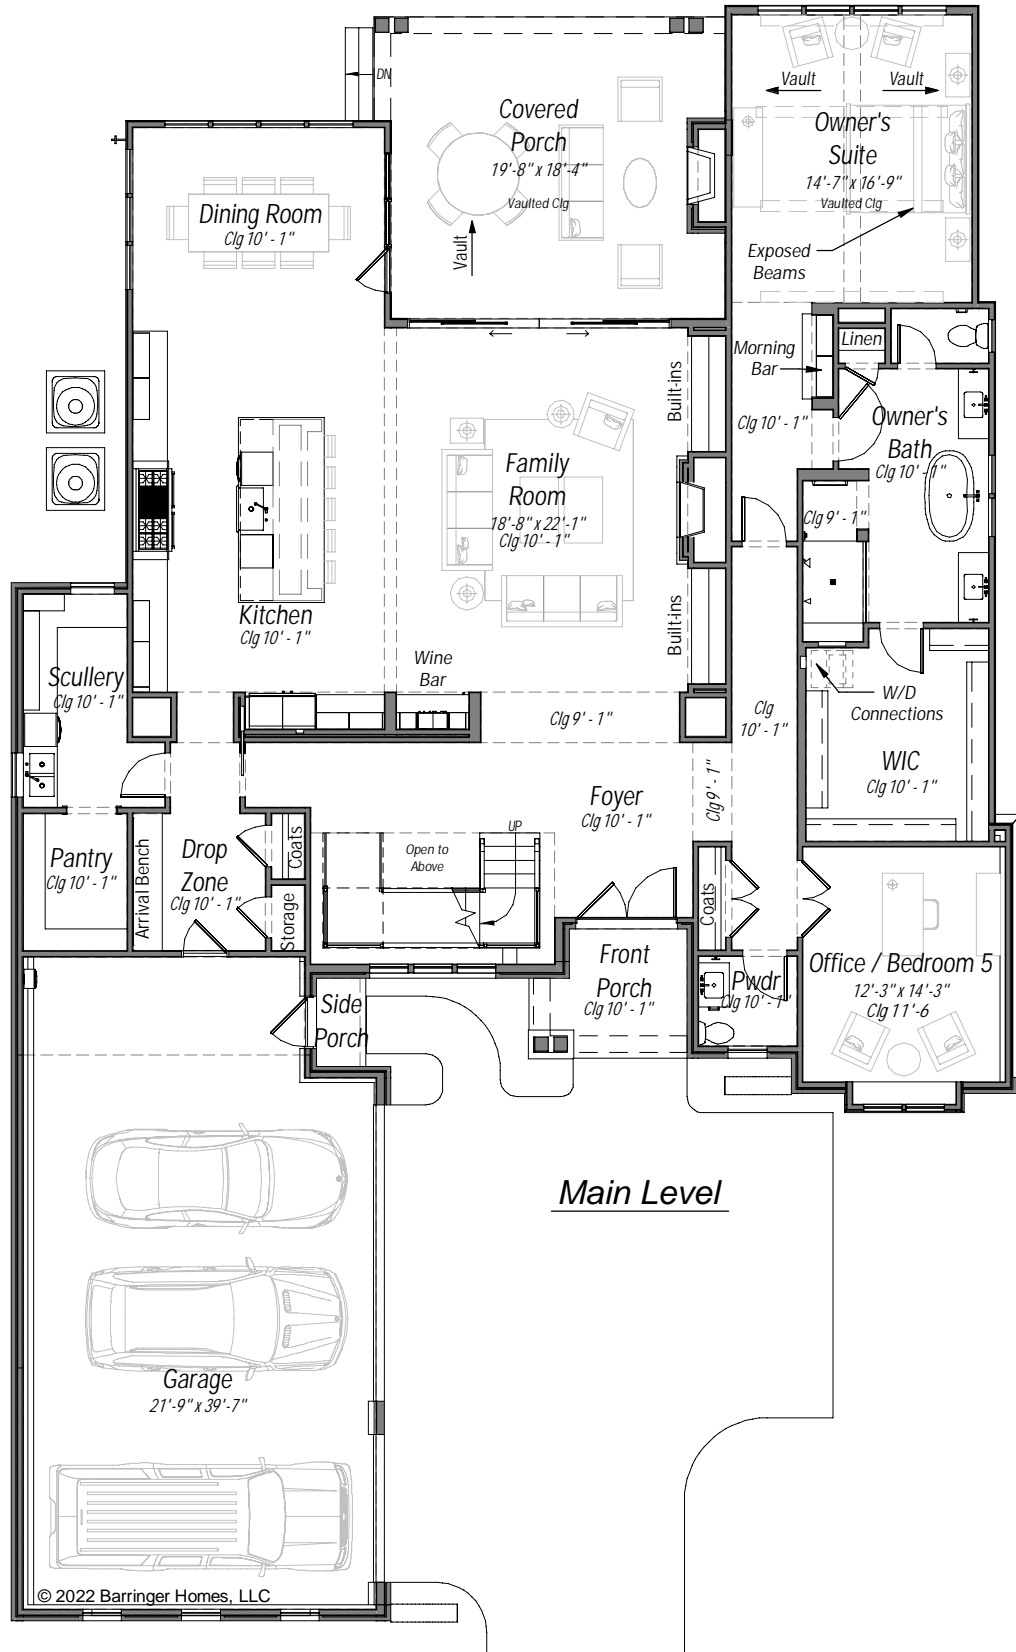 DN
Covered
Porch
19'-8" x 18'-4"
Vaulted Clg
Vault
Vault
Vault
Owner's
Suite
14'-7" x 16'-9"
Vaulted Clg
Exposed
Beams
Dining Room
Clg 10' - 1"
Morning
Bar
Linen
Clg 10' - 1"
Owner's
Bath
Clg 10' - 1"
Built-ins
Family
Room
18'-8" x 22'-1"
Clg 10' - 1"
Clg 9' - 1"
Kitchen
Clg 10' - 1"
Built-ins
Wine
Bar
Scullery
Clg 10' - 1"
Clg 9' - 1"
Clg
10' - 1"
W/D
Connections
WIC
Clg 10' - 1"
Foyer
Clg 10' - 1"
Clg 9' - 1"
UP
Open to
Above
Pantry
Clg 10' - 1"
Arrival Bench
Drop
Zone
Clg 10' - 1"
Coats
Storage
Coats
Front
Porch
Clg 10' - 1"
Pwdr
Clg 10' - 1"
Office / Bedroom 5
12'-3" x 14'-3"
Clg 11'-6
Side
Porch
Main Level
Garage
21'-9" x 39'-7"
© 2022 Barringer Homes, LLC